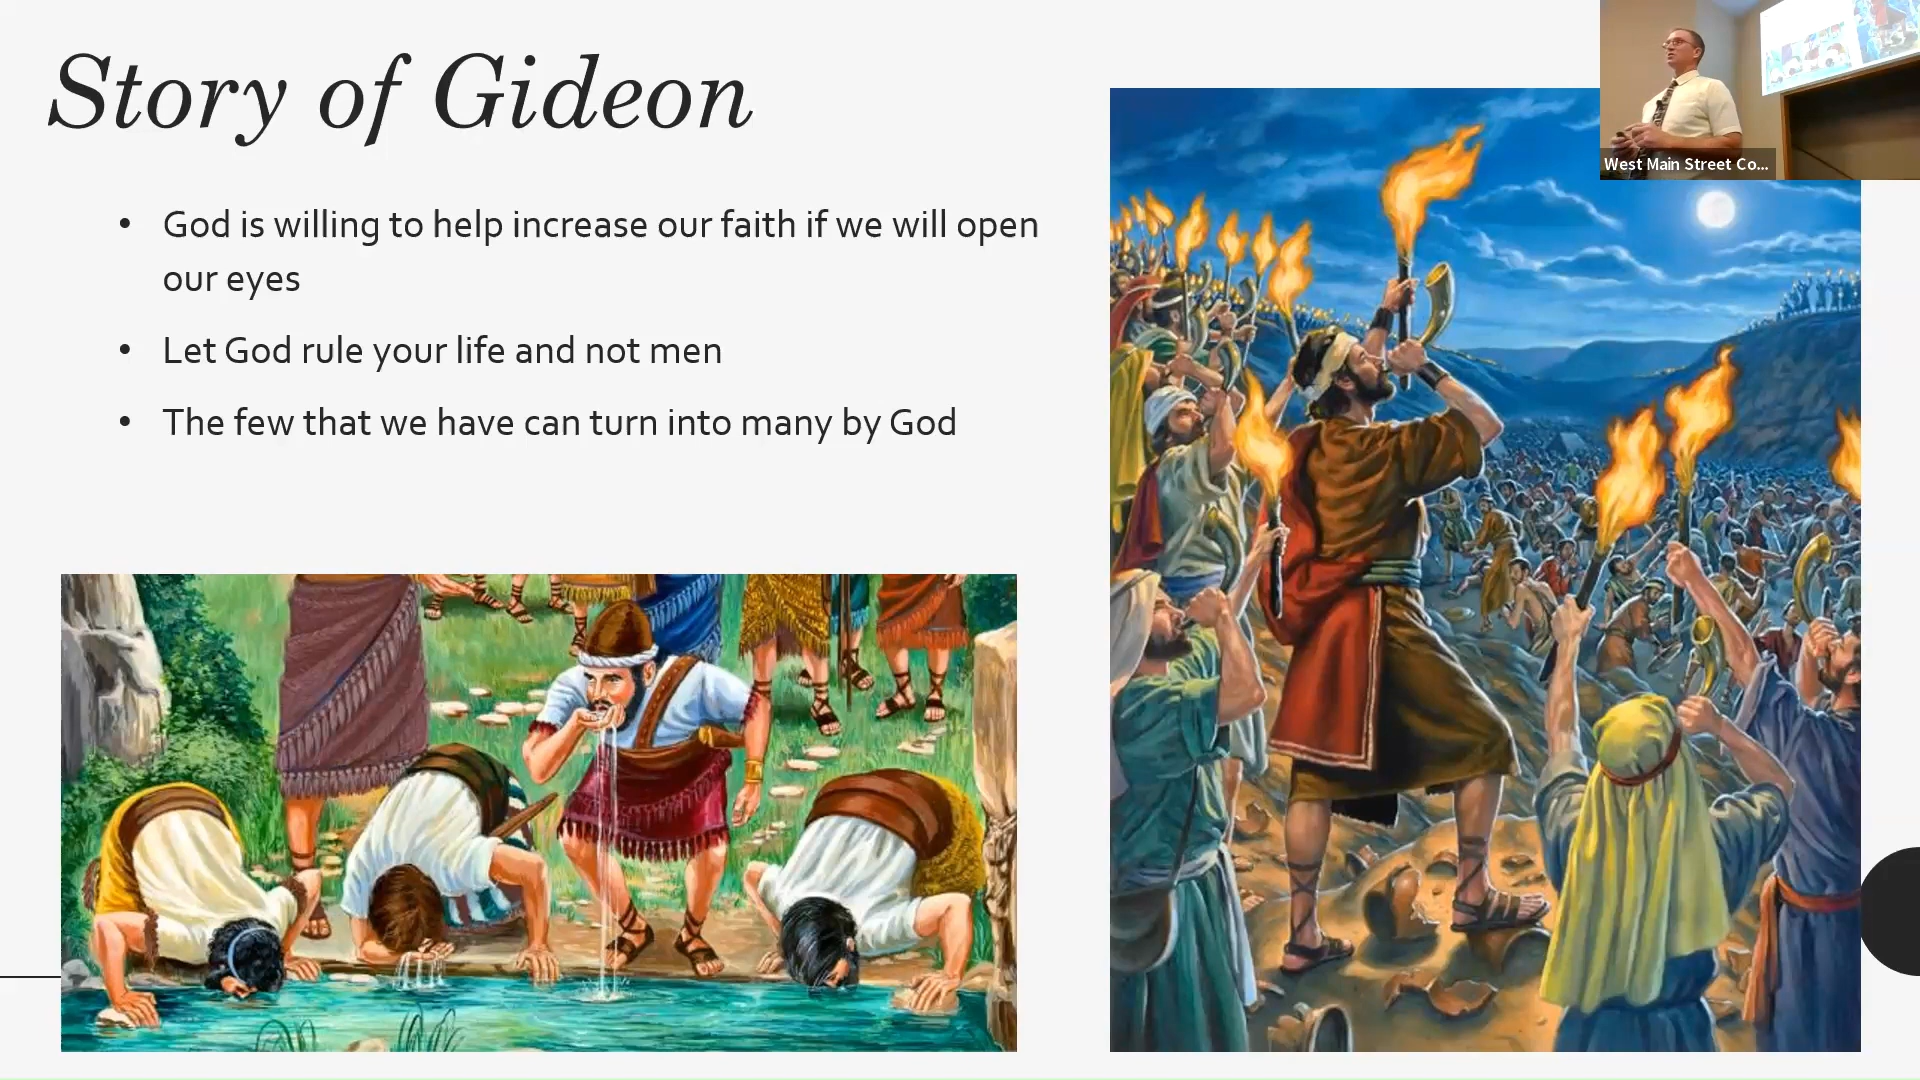 Story of Gideon
• God is willing to help increase our faith if we will open
our eyes
• Let God rule your life and not men
• The few that we have can turn into many by God
West Main Street Co...